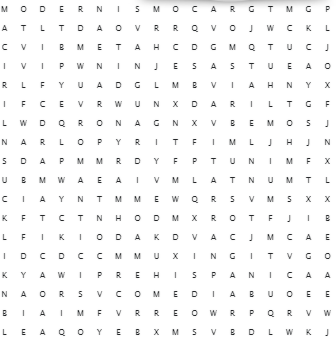 M O D E R N I S M O C A R G T M G P
A T L T D A O V R R Q V O J W C K L
C V I B M E T A H C D G M Q T U C J
I V I P W N I N J E S A S T U E A O
R L F Y U A D G L M B V I A H N Y X
I F C E V R W U N X D A R I L T G F
L W D Q R O N A G N X V B E M O S J
N A R L O P Y R I T F I M L J H J N
S D A P M M R D Y F P T U N I M F X
U B M W A E A I V M L A T N U M T L
C I A Y N T M M E W Q R S V M S X X
K F T C T N H O D M X R O T F J I B
L F I K I O D A K D V A C J M C A E
I D C D C C M M U X I N G I T V G O
K Y A W I P R E H I S P A N I C A A
N A O R S V C O M E D I A B U O E E
B I A I M F V R R E O W R P Q R V W
L E A Q O Y E B X M S V B D L W K J